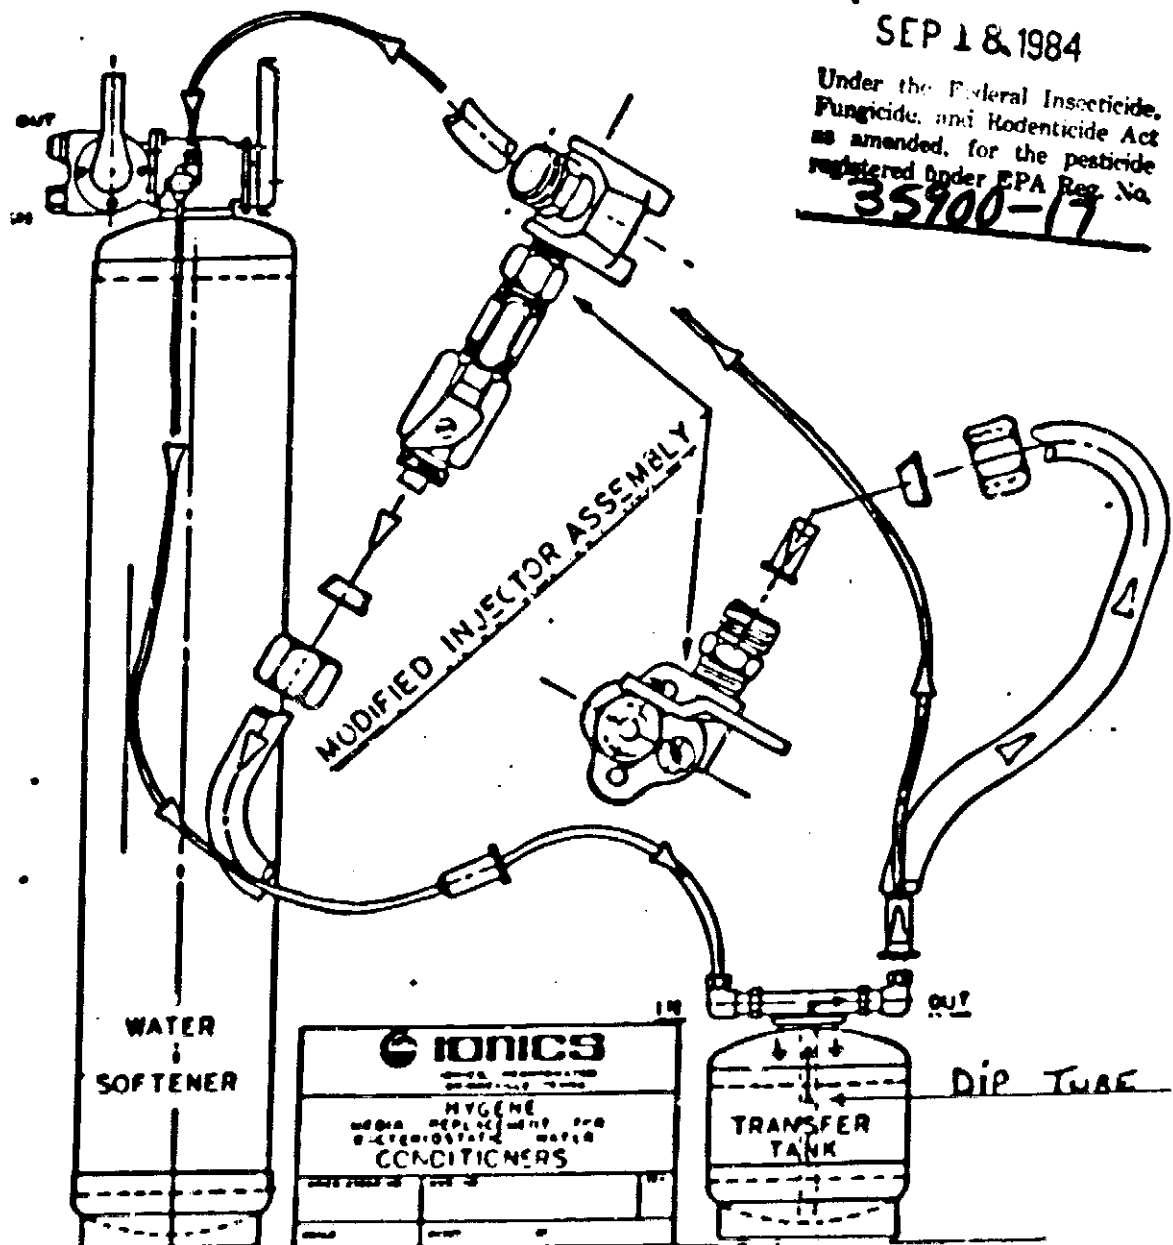 SEP 18 1984
Under the Federal Insecticide,
Fungicide, and Rodenticide Act
as amended, for the pesticide
registered under EPA Reg. No.
35900-17
OUT
MODIFIED INJECTOR ASSEMBLY
WATER
SOFTENER
IN
OUT
DIP TUBE
TRANSFER
TANK
IONICS
HYGENE
MEDIA REPLACEMENT FOR
BACTERIOSTATIC WATER
CONDITIONERS